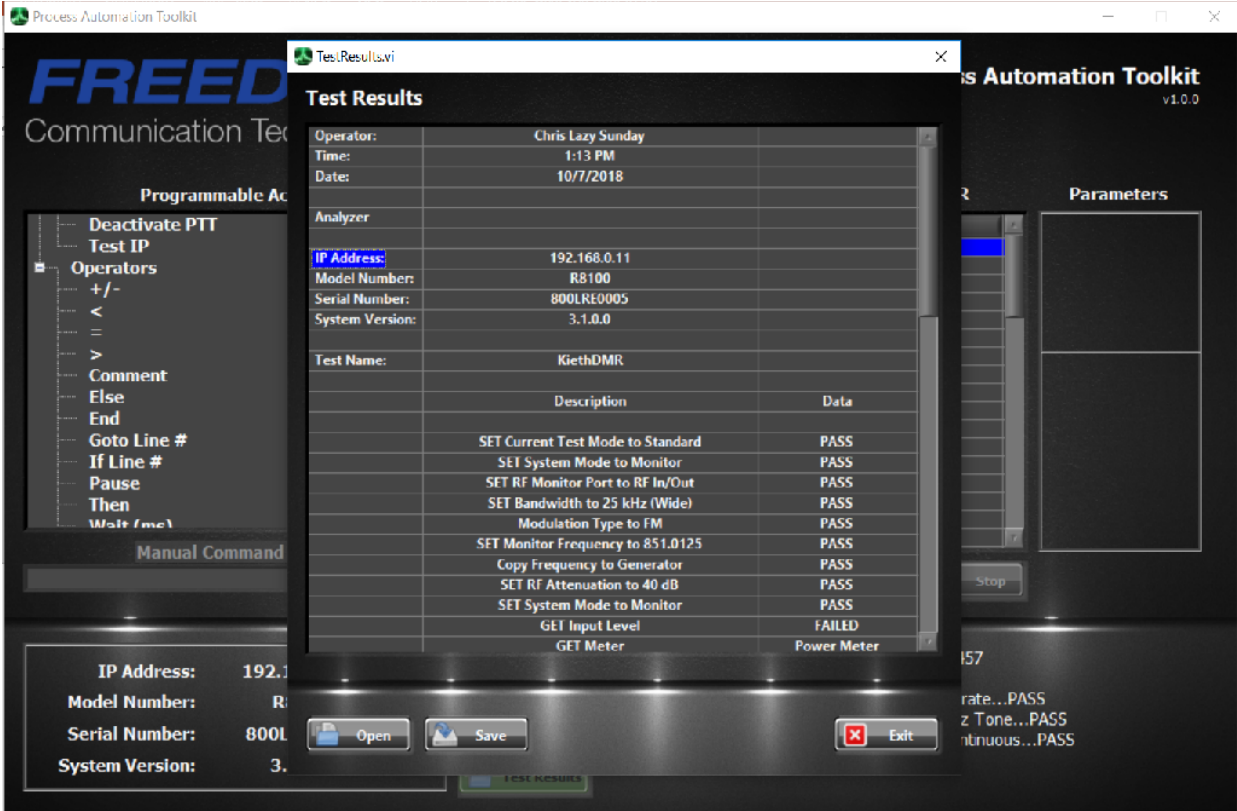 Process Automation Toolkit
FREED
Communication Tec
ss Automation Toolkit
v1.0.0
TestResults.vi
Test Results
Operator: Chris Lazy Sunday
Time: 1:13 PM
Date: 10/7/2018
Analyzer
IP Address: 192.168.0.11
Model Number: R8100
Serial Number: 800LRE0005
System Version: 3.1.0.0
Test Name: KiethDMR
Description Data
SET Current Test Mode to Standard PASS
SET System Mode to Monitor PASS
SET RF Monitor Port to RF In/Out PASS
SET Bandwidth to 25 kHz (Wide) PASS
Modulation Type to FM PASS
SET Monitor Frequency to 851.0125 PASS
Copy Frequency to Generator PASS
SET RF Attenuation to 40 dB PASS
SET System Mode to Monitor PASS
GET Input Level FAILED
GET Meter Power Meter
Open Save Exit
Programmable Ac
Deactivate PTT
Test IP
Operators
+/-
<
=
>
Comment
Else
End
Goto Line #
If Line #
Pause
Then
Wait (ms)
Manual Command
R
Parameters
Stop
IP Address: 192.1
Model Number: R
Serial Number: 800L
System Version: 3.
Test Results
457
rate...PASS
z Tone...PASS
ntinuous...PASS